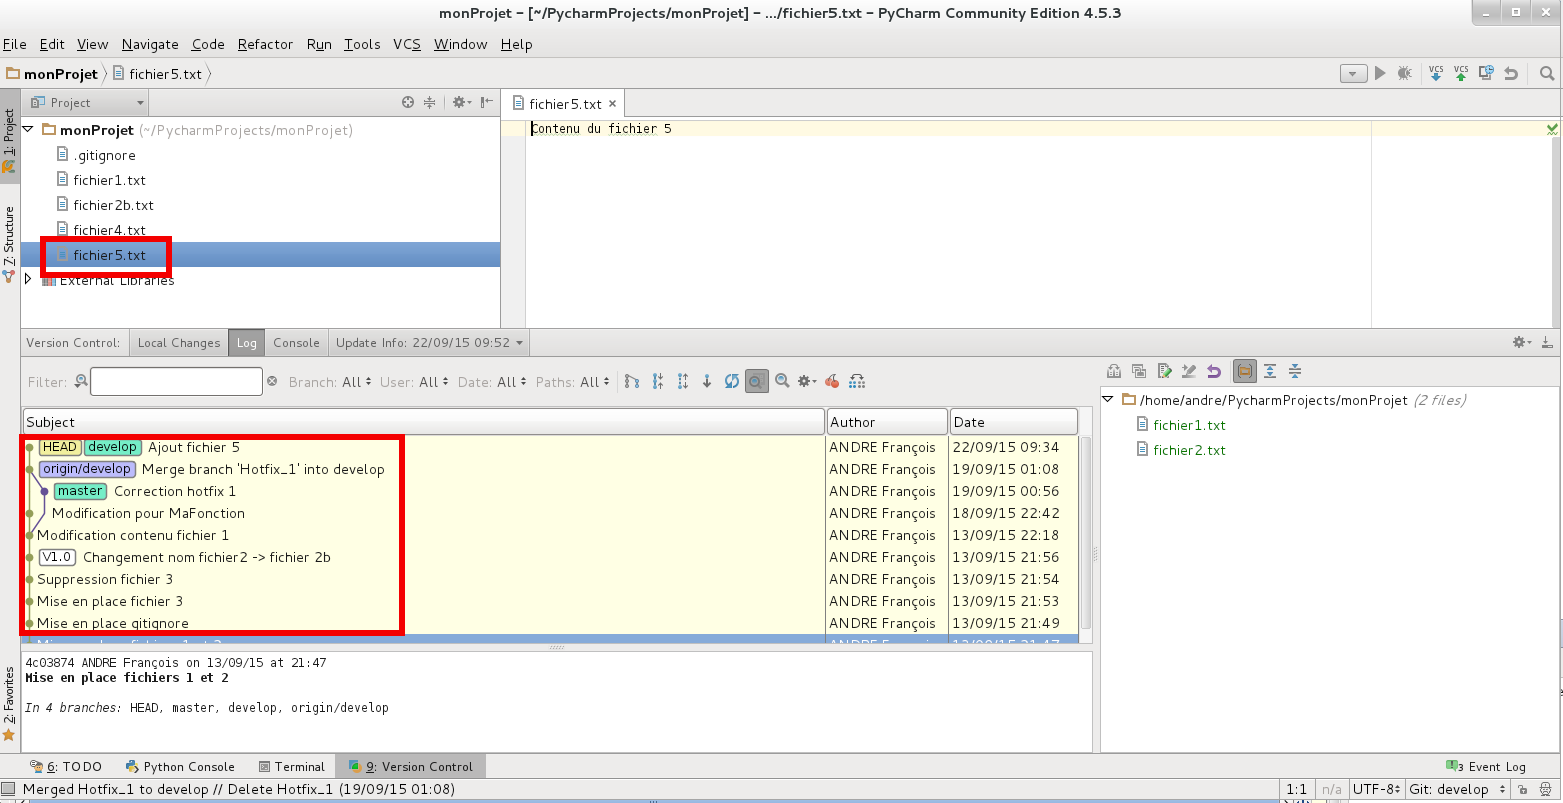 monProjet – [~/PycharmProjects/monProjet] – .../fichier5.txt – PyCharm Community Edition 4.5.3
File Edit View Navigate Code Refactor Run Tools VCS Window Help
monProjet fichier5.txt
VCS VCS
1: Project
7: Structure
2: Favorites
Project
monProjet (~/PycharmProjects/monProjet)
.gitignore
fichier1.txt
fichier2b.txt
fichier4.txt
fichier5.txt
External Libraries
fichier5.txt
Contenu du fichier 5
Version Control: Local Changes Log Console Update Info: 22/09/15 09:52
Filter: Branch: All User: All Date: All Paths: All
Subject Author Date
HEAD develop Ajout fichier 5 ANDRE François 22/09/15 09:34
origin/develop Merge branch 'Hotfix_1' into develop ANDRE François 19/09/15 01:08
master Correction hotfix 1 ANDRE François 19/09/15 00:56
Modification pour MaFonction ANDRE François 18/09/15 22:42
Modification contenu fichier 1 ANDRE François 13/09/15 22:18
V1.0 Changement nom fichier2 -> fichier 2b ANDRE François 13/09/15 21:56
Suppression fichier 3 ANDRE François 13/09/15 21:54
Mise en place fichier 3 ANDRE François 13/09/15 21:53
Mise en place gitignore ANDRE François 13/09/15 21:49
4c03874 ANDRE François on 13/09/15 at 21:47
Mise en place fichiers 1 et 2
In 4 branches: HEAD, master, develop, origin/develop
/home/andre/PycharmProjects/monProjet (2 files)
fichier1.txt
fichier2.txt
6: TODO Python Console Terminal 9: Version Control 3 Event Log
Merged Hotfix_1 to develop // Delete Hotfix_1 (19/09/15 01:08) 1:1 n/a UTF-8 Git: develop